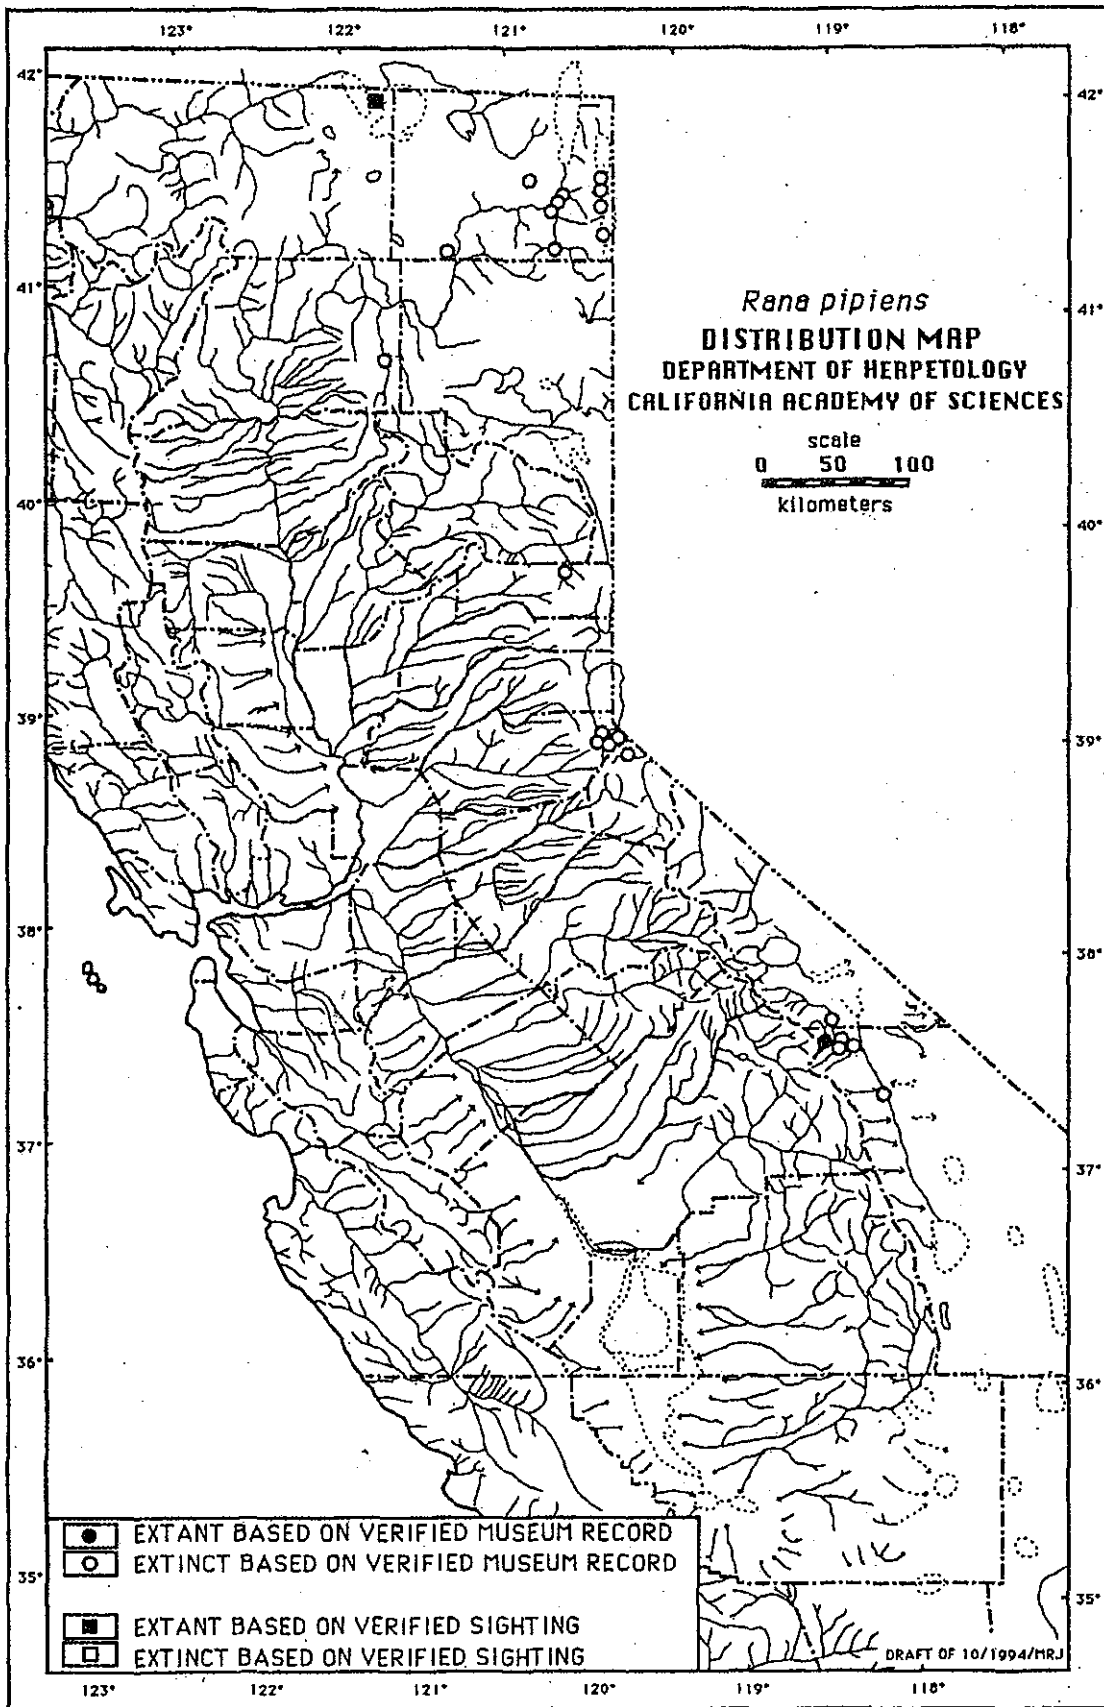 123° 122° 121° 120° 119° 118°
42° 42°
41° 41°
Rana pipiens
DISTRIBUTION MAP
DEPARTMENT OF HERPETOLOGY
CALIFORNIA ACADEMY OF SCIENCES
scale
0 50 100
kilometers
40° 40°
39° 39°
38° 38°
37° 37°
36° 36°
EXTANT BASED ON VERIFIED MUSEUM RECORD
EXTINCT BASED ON VERIFIED MUSEUM RECORD
35° 35°
EXTANT BASED ON VERIFIED SIGHTING
EXTINCT BASED ON VERIFIED SIGHTING
DRAFT OF 10/1994/MRJ
123° 122° 121° 120° 119° 118°